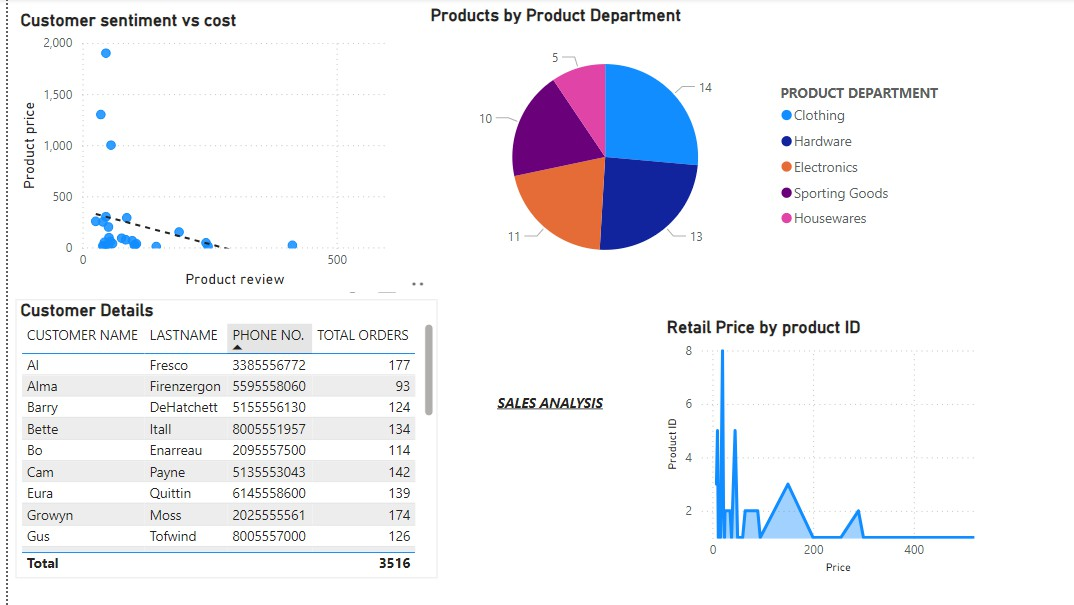 Customer sentiment vs cost
2,000
1,500
1,000
500
0
Product price
0
500
Product review
Products by Product Department
5
14
10
11
13
PRODUCT DEPARTMENT
Clothing
Hardware
Electronics
Sporting Goods
Housewares
Customer Details
CUSTOMER NAME LASTNAME PHONE NO. TOTAL ORDERS
Al Fresco 3385556772 177
Alma Firenzergon 5595558060 93
Barry DeHatchett 5155556130 124
Bette Itall 8005551957 134
Bo Enarreau 2095557500 114
Cam Payne 5135553043 142
Eura Quittin 6145558600 139
Growyn Moss 2025555561 174
Gus Tofwind 8005557000 126
Total 3516
SALES ANALYSIS
Retail Price by product ID
8
6
4
2
Product ID
0
200
400
Price